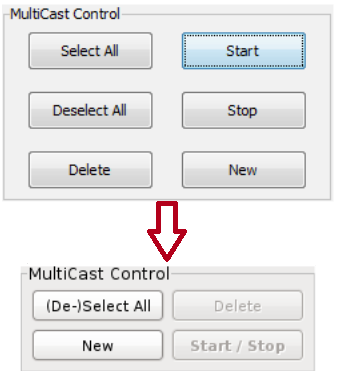 MultiCast Control
Select All Start
Deselect All Stop
Delete New
MultiCast Control
(De-)Select All Delete
New Start / Stop